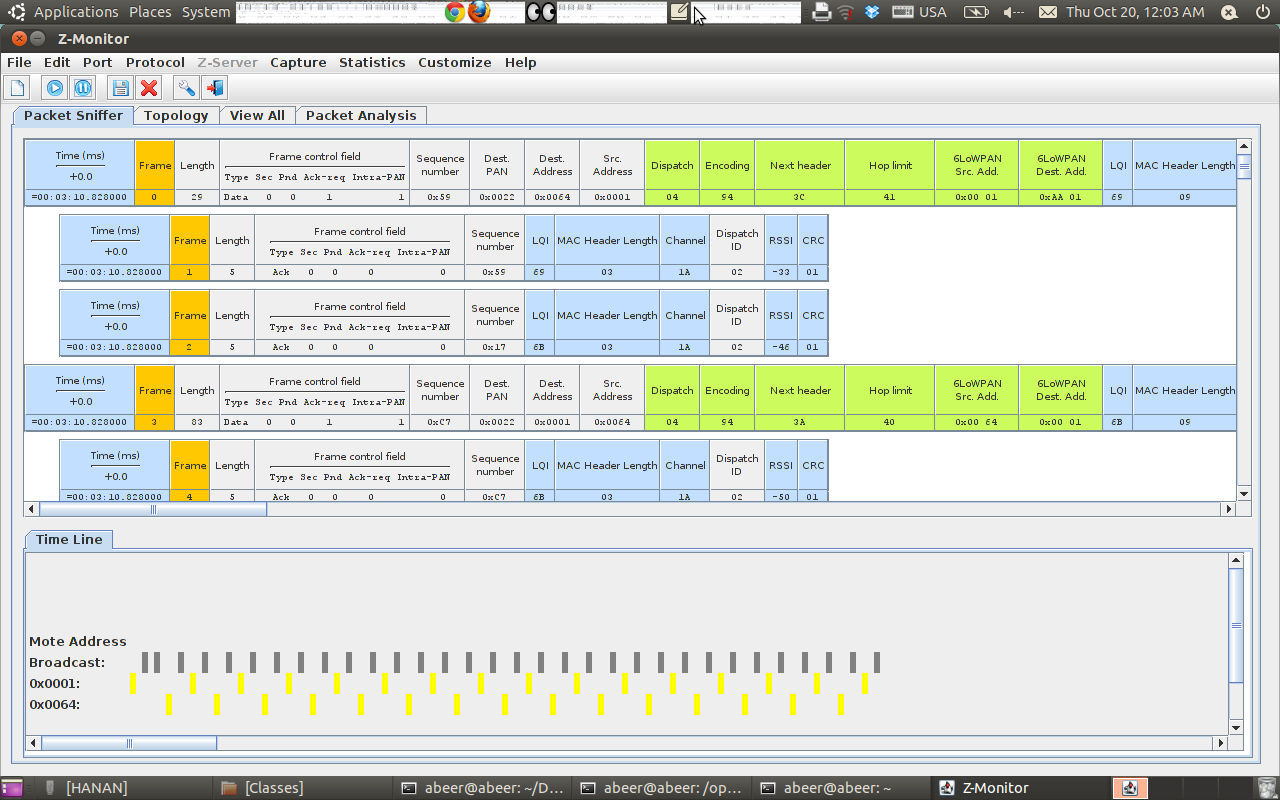 Applications Places System USA Thu Oct 20, 12:03 AM
Z-Monitor
File Edit Port Protocol Z-Server Capture Statistics Customize Help
Packet Sniffer Topology View All Packet Analysis
Time (ms) +0.0 Frame Length Frame control field Sequence number Dest. PAN Dest. Address Src. Address Dispatch Encoding Next header Hop limit 6LoWPAN Src. Add. 6LoWPAN Dest. Add. LQI MAC Header Length
Type Sec Pnd Ack-req Intra-PAN
=00:03:10.828000 0 29 Data 0 0 1 1 0x59 0x0022 0x0064 0x0001 04 94 3C 41 0x00 01 0xAA 01 69 09
Time (ms) +0.0 Frame Length Frame control field Sequence number LQI MAC Header Length Channel Dispatch ID RSSI CRC
Type Sec Pnd Ack-req Intra-PAN
=00:03:10.828000 1 5 Ack 0 0 0 0 0x59 69 03 1A 02 -33 01
Time (ms) +0.0 Frame Length Frame control field Sequence number LQI MAC Header Length Channel Dispatch ID RSSI CRC
Type Sec Pnd Ack-req Intra-PAN
=00:03:10.828000 2 5 Ack 0 0 0 0 0x17 6B 03 1A 02 -46 01
Time (ms) +0.0 Frame Length Frame control field Sequence number Dest. PAN Dest. Address Src. Address Dispatch Encoding Next header Hop limit 6LoWPAN Src. Add. 6LoWPAN Dest. Add. LQI MAC Header Length
Type Sec Pnd Ack-req Intra-PAN
=00:03:10.828000 3 83 Data 0 0 1 1 0xC7 0x0022 0x0001 0x0064 04 94 3A 40 0x00 64 0x00 01 6B 09
Time (ms) +0.0 Frame Length Frame control field Sequence number LQI MAC Header Length Channel Dispatch ID RSSI CRC
Type Sec Pnd Ack-req Intra-PAN
=00:03:10.828000 4 5 Ack 0 0 0 0 0xC7 6B 03 1A 02 -50 01
Time Line
Mote Address
Broadcast:
0x0001:
0x0064:
[HANAN] [Classes] abeer@abeer: ~/D... abeer@abeer: /op... abeer@abeer: ~ Z-Monitor